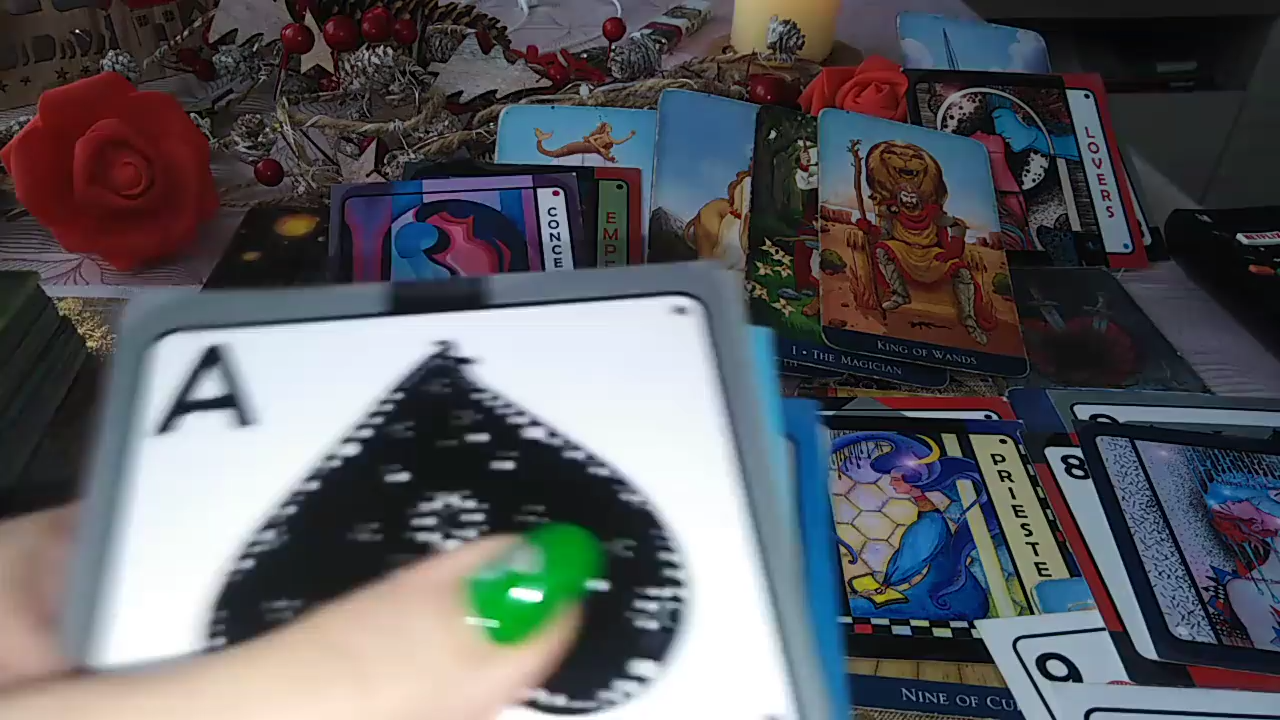 LOVERS
CONCE
EMP
KING OF WANDS
I • THE MAGICIAN
A
PRIESTE
8
9
NINE OF CU